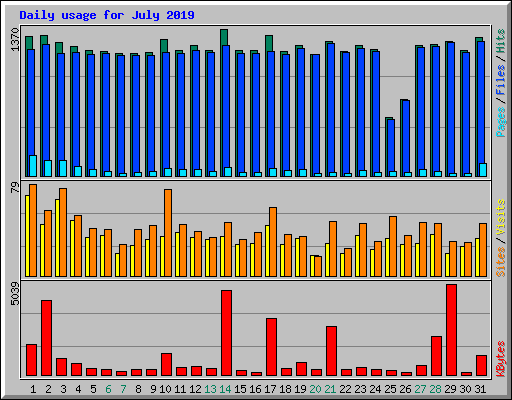 Daily usage for July 2019
1370
Pages/Files/Hits
79
Sites/Visits
5039
KBytes
1 2 3 4 5 6 7 8 9 10 11 12 13 14 15 16 17 18 19 20 21 22 23 24 25 26 27 28 29 30 31